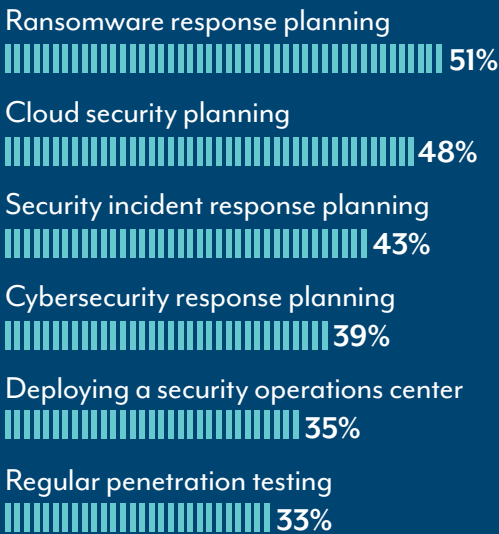 Ransomware response planning
51%
Cloud security planning
48%
Security incident response planning
43%
Cybersecurity response planning
39%
Deploying a security operations center
35%
Regular penetration testing
33%